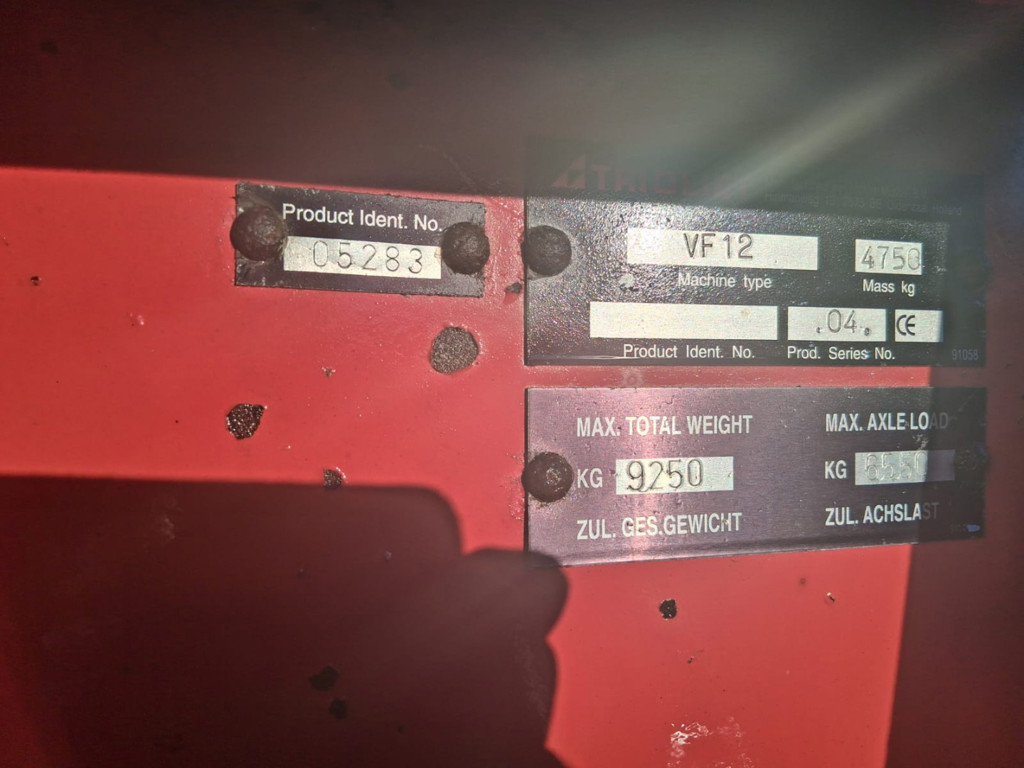 Product Ident. No.
05283
VF12
4750
Machine type
Mass kg
.04.
CE
Product Ident. No.
Prod. Series No.
91058
MAX. TOTAL WEIGHT
MAX. AXLE LOAD
KG 9250
KG
ZUL. GES.GEWICHT
ZUL. ACHSLAST